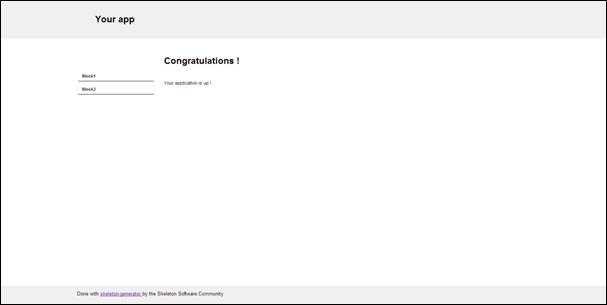 Your app
Congratulations !
Block1
Your application is up !
Block2
Done with skeleton generator by the Skeleton Software Community